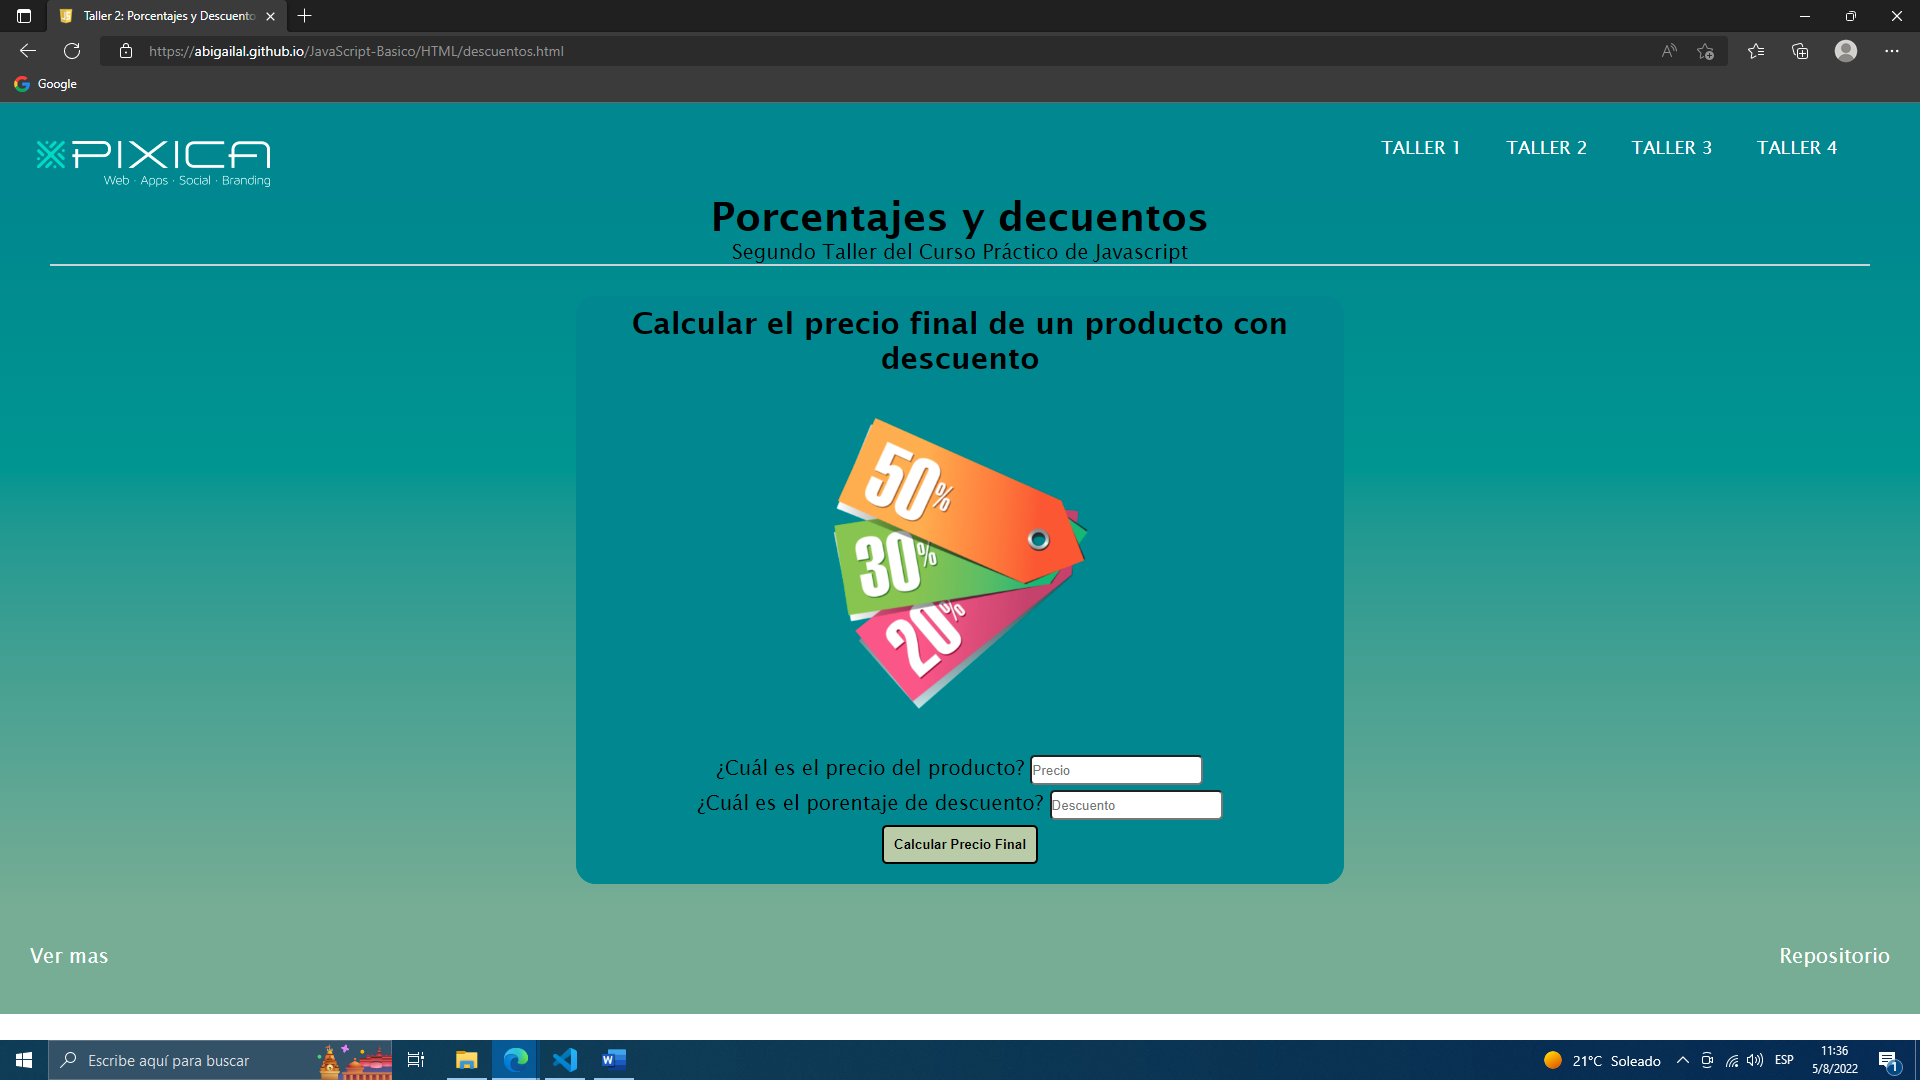 Taller 2: Porcentajes y Descuento
https://abigailal.github.io/JavaScript-Basico/HTML/descuentos.html
Google
PIXICA
Web · Apps · Social · Branding
TALLER 1 TALLER 2 TALLER 3 TALLER 4
Porcentajes y decuentos
Segundo Taller del Curso Práctico de Javascript
Calcular el precio final de un producto con
descuento
50%
30%
20%
¿Cuál es el precio del producto? Precio
¿Cuál es el porentaje de descuento? Descuento
Calcular Precio Final
Ver mas Repositorio
Escribe aquí para buscar
21°C Soleado
ESP
11:36
5/8/2022
1